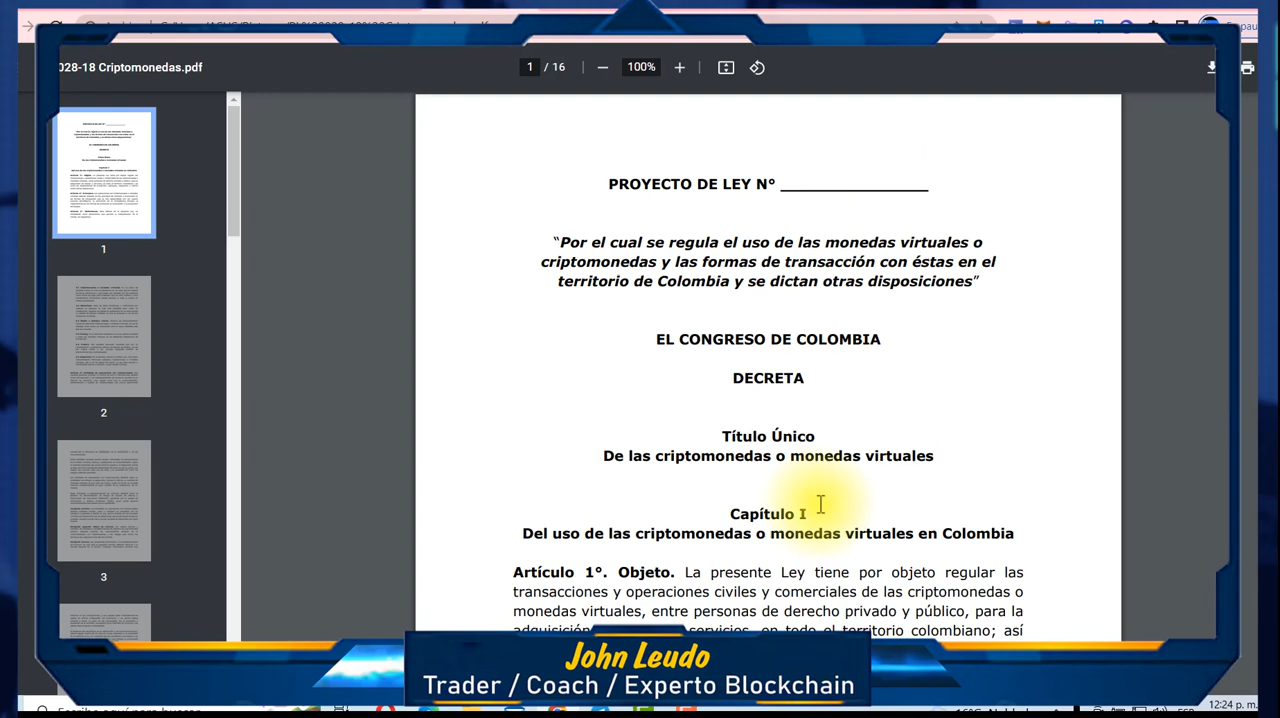 028-18 Criptomonedas.pdf
1 / 16
100%
PROYECTO DE LEY N° ____________________
“Por el cual se regula el uso de las monedas virtuales o
criptomonedas y las formas de transacción con éstas en el
territorio de Colombia y se dictan otras disposiciones”
EL CONGRESO DE COLOMBIA
DECRETA
Título Único
De las criptomonedas o monedas virtuales
Capítulo I
Del uso de las criptomonedas o monedas virtuales en Colombia
Artículo 1°. Objeto. La presente Ley tiene por objeto regular las
transacciones y operaciones civiles y comerciales de las criptomonedas o
monedas virtuales, entre personas de derecho privado y público, para la
servicios, en todo el territorio colombiano; así
1
2
3
John Leudo
Trader / Coach / Experto Blockchain
12:24 p. m.